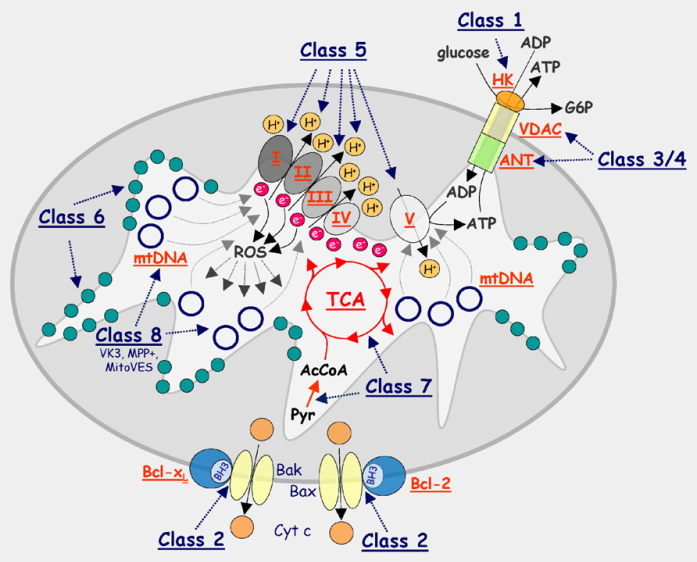 Class 1
ADP
glucose
ATP
HK
G6P
Class 5
VDAC
ANT
Class 3/4
H⁺
H⁺
H⁺
H⁺
H⁺
H⁺
H⁺
I
II
III
IV
V
e⁻
e⁻
e⁻
e⁻
e⁻
e⁻
e⁻
ADP
ATP
H⁺
Class 6
mtDNA
ROS
mtDNA
TCA
Class 8
VK3, MPP+,
MitoVES
AcCoA
Class 7
Pyr
Bcl-xL
BH3
Bak
Bax
BH3
Bcl-2
Class 2
Cyt c
Class 2